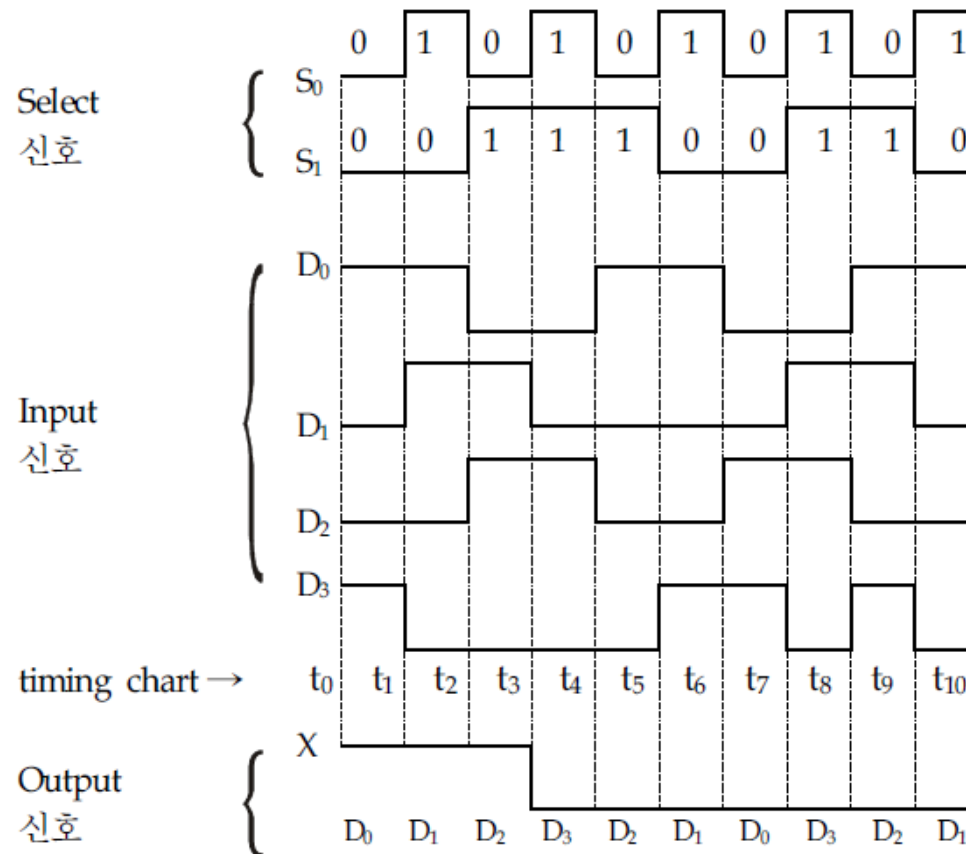 0 1 0 1 0 1 0 1 0 1
S₀
Select
신호
0 0 1 1 1 0 0 1 1 0
S₁
D₀
Input
신호
D₁
D₂
D₃
timing chart → t₀ t₁ t₂ t₃ t₄ t₅ t₆ t₇ t₈ t₉ t₁₀
X
Output
신호
D₀ D₁ D₂ D₃ D₂ D₁ D₀ D₃ D₂ D₁